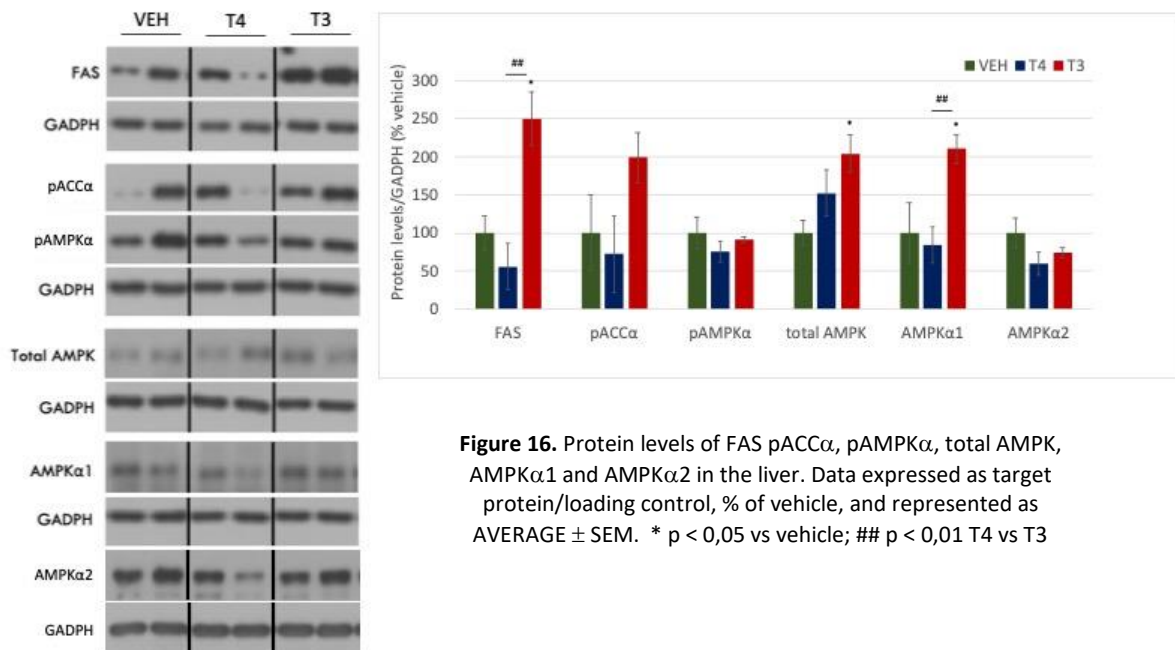 VEH T4 T3
FAS
GADPH
pACCα
pAMPKα
GADPH
Total AMPK
GADPH
AMPKα1
GADPH
AMPKα2
GADPH
VEH T4 T3
Protein levels/GADPH (% vehicle)
300
250
200
150
100
50
0
## *
*
## *
FAS pACCα pAMPKα total AMPK AMPKα1 AMPKα2
Figure 16. Protein levels of FAS pACCα, pAMPKα, total AMPK,
AMPKα1 and AMPKα2 in the liver. Data expressed as target
protein/loading control, % of vehicle, and represented as
AVERAGE ± SEM. * p < 0,05 vs vehicle; ## p < 0,01 T4 vs T3